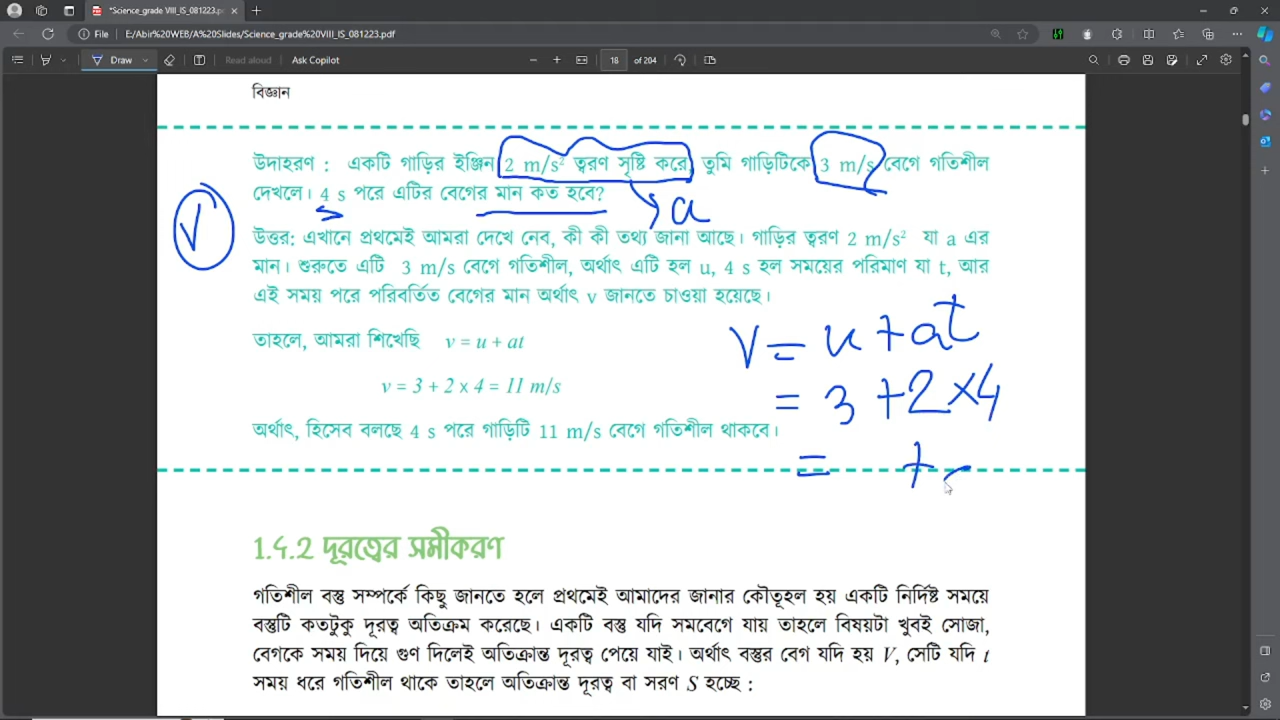 *Science_grade VIII_IS_081223.p
File E:/Abir%20WEB/A%20Slides/Science_grade%20VIII_IS_081223.pdf
Draw Read aloud Ask Copilot 18 of 204
বিজ্ঞান
উদাহরণ : একটি গাড়ির ইঞ্জিন 2 m/s² ত্বরণ সৃষ্টি করে, তুমি গাড়িটিকে 3 m/s বেগে গতিশীল
দেখলে। 4 s পরে এটির বেগের মান কত হবে?
a
V
উত্তর: এখানে প্রথমেই আমরা দেখে নেব, কী কী তথ্য জানা আছে। গাড়ির ত্বরণ 2 m/s² যা a এর
মান। শুরুতে এটি 3 m/s বেগে গতিশীল, অর্থাৎ এটি হল u, 4 s হল সময়ের পরিমাণ যা t, আর
এই সময় পরে পরিবর্তিত বেগের মান অর্থাৎ v জানতে চাওয়া হয়েছে।
তাহলে, আমরা শিখেছি v = u + at
V = u + at
v = 3 + 2 x 4 = 11 m/s
= 3 + 2 × 4
অর্থাৎ, হিসেব বলছে 4 s পরে গাড়িটি 11 m/s বেগে গতিশীল থাকবে।
= +
1.4.2 দূরত্বের সমীকরণ
গতিশীল বস্তু সম্পর্কে কিছু জানতে হলে প্রথমেই আমাদের জানার কৌতূহল হয় একটি নির্দিষ্ট সময়ে
বস্তুটি কতটুকু দূরত্ব অতিক্রম করেছে। একটি বস্তু যদি সমবেগে যায় তাহলে বিষয়টা খুবই সোজা,
বেগকে সময় দিয়ে গুণ দিলেই অতিক্রান্ত দূরত্ব পেয়ে যাই। অর্থাৎ বস্তুর বেগ যদি হয় V, সেটি যদি t
সময় ধরে গতিশীল থাকে তাহলে অতিক্রান্ত দূরত্ব বা সরণ S হচ্ছে :